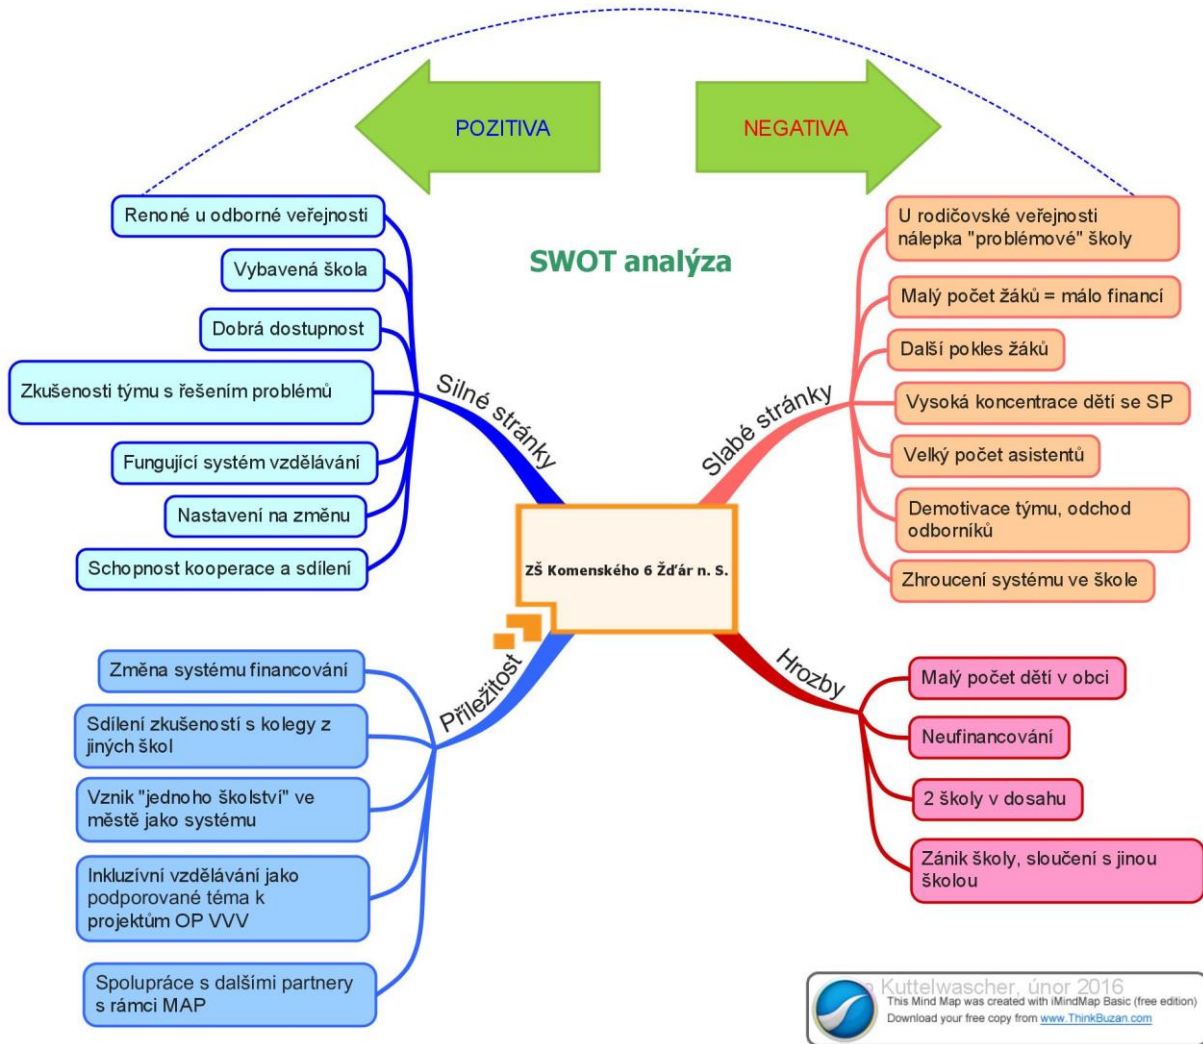 POZITIVA
NEGATIVA
SWOT analýza
Silné stránky
Renoné u odborné veřejnosti
Vybavená škola
Dobrá dostupnost
Zkušenosti týmu s řešením problémů
Fungující systém vzdělávání
Nastavení na změnu
Schopnost kooperace a sdílení
Slabé stránky
U rodičovské veřejnosti
nálepka "problémové" školy
Malý počet žáků = málo financí
Další pokles žáků
Vysoká koncentrace dětí se SP
Velký počet asistentů
Demotivace týmu, odchod
odborníků
Zhroucení systému ve škole
ZŠ Komenského 6 Žďár n. S.
Příležitost
Změna systému financování
Sdílení zkušeností s kolegy z
jiných škol
Vznik "jednoho školství" ve
městě jako systému
Inkluzívní vzdělávání jako
podporované téma k
projektům OP VVV
Spolupráce s dalšími partnery
s rámci MAP
Hrozby
Malý počet dětí v obci
Neufinancování
2 školy v dosahu
Zánik školy, sloučení s jinou
školou
Kuttelwascher, únor 2016
This Mind Map was created with iMindMap Basic (free edition)
Download your free copy from www.ThinkBuzan.com